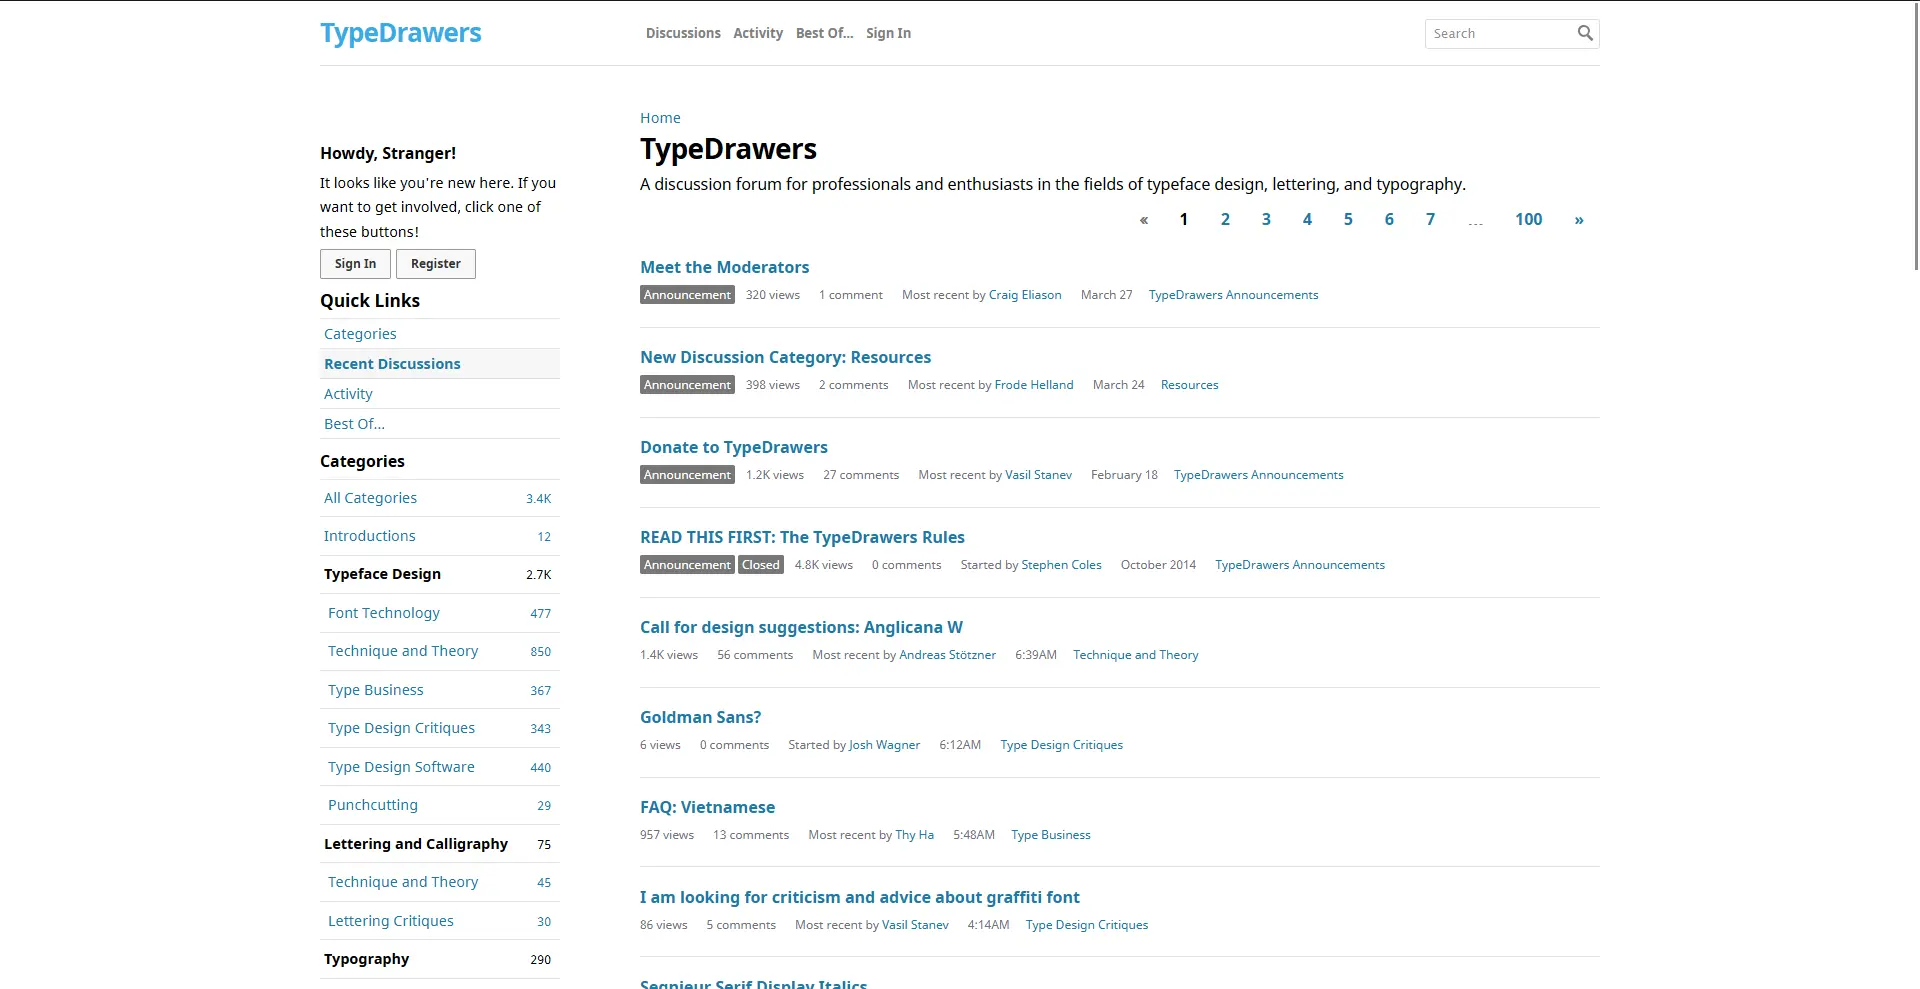 TypeDrawers
Discussions Activity Best Of... Sign In
Search
Howdy, Stranger!
It looks like you're new here. If you
want to get involved, click one of
these buttons!
Sign In Register
Quick Links
Categories
Recent Discussions
Activity
Best Of...
Categories
All Categories 3.4K
Introductions 12
Typeface Design 2.7K
Font Technology 477
Technique and Theory 850
Type Business 367
Type Design Critiques 343
Type Design Software 440
Punchcutting 29
Lettering and Calligraphy 75
Technique and Theory 45
Lettering Critiques 30
Typography 290
Home
TypeDrawers
A discussion forum for professionals and enthusiasts in the fields of typeface design, lettering, and typography.
« 1 2 3 4 5 6 7 … 100 »
Meet the Moderators
Announcement 320 views 1 comment Most recent by Craig Eliason March 27 TypeDrawers Announcements
New Discussion Category: Resources
Announcement 398 views 2 comments Most recent by Frode Helland March 24 Resources
Donate to TypeDrawers
Announcement 1.2K views 27 comments Most recent by Vasil Stanev February 18 TypeDrawers Announcements
READ THIS FIRST: The TypeDrawers Rules
Announcement Closed 4.8K views 0 comments Started by Stephen Coles October 2014 TypeDrawers Announcements
Call for design suggestions: Anglicana W
1.4K views 56 comments Most recent by Andreas Stötzner 6:39AM Technique and Theory
Goldman Sans?
6 views 0 comments Started by Josh Wagner 6:12AM Type Design Critiques
FAQ: Vietnamese
957 views 13 comments Most recent by Thy Ha 5:48AM Type Business
I am looking for criticism and advice about graffiti font
86 views 5 comments Most recent by Vasil Stanev 4:14AM Type Design Critiques
Segnieur Serif Display Italics